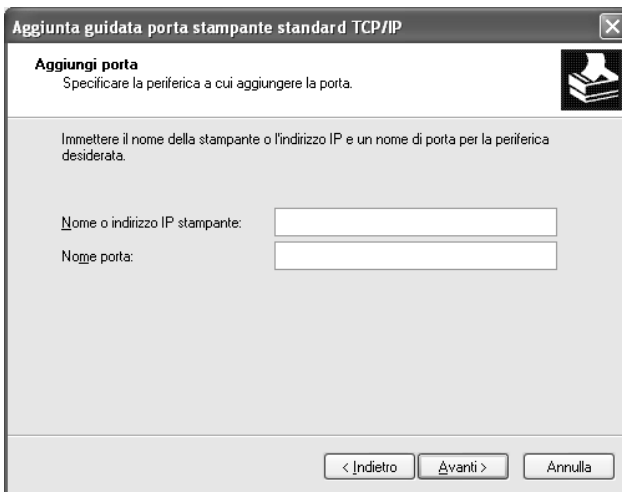 Aggiunta guidata porta stampante standard TCP/IP
Aggiungi porta
Specificare la periferica a cui aggiungere la porta.
Immettere il nome della stampante o l'indirizzo IP e un nome di porta per la periferica
desiderata.
Nome o indirizzo IP stampante:
Nome porta:
< Indietro
Avanti >
Annulla